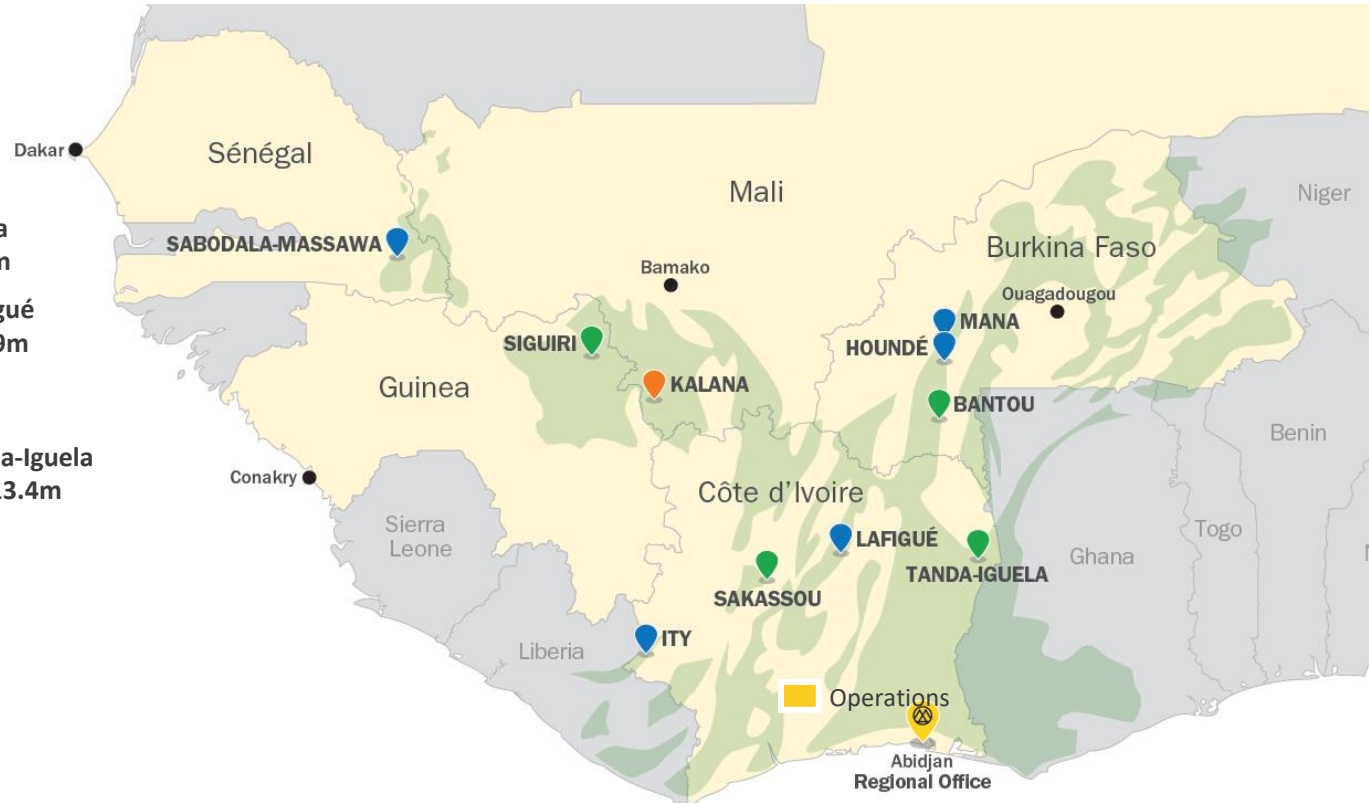 Dakar
Sénégal
Mali
Niger
a
m
SABODALA-MASSAWA
Bamako
Burkina Faso
Ouagadougou
gué
9m
SIGUIRI
MANA
HOUNDÉ
Guinea
KALANA
BANTOU
Benin
a-Iguela
13.4m
Conakry
Côte d'Ivoire
Sierra
Leone
LAFIGUÉ
Togo
Ghana
TANDA-IGUELA
SAKASSOU
ITY
Liberia
Operations
Abidjan
Regional Office